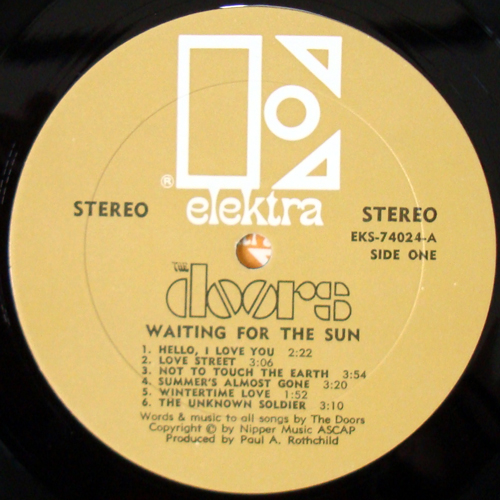 ®
elektra
STEREO
STEREO
EKS-74024-A
SIDE ONE
THE
doors
WAITING FOR THE SUN
1. HELLO, I LOVE YOU 2:22
2. LOVE STREET 3:06
3. NOT TO TOUCH THE EARTH 3:54
4. SUMMER'S ALMOST GONE 3:20
5. WINTERTIME LOVE 1:52
6. THE UNKNOWN SOLDIER 3:10
Words & music to all songs by The Doors
Copyright © by Nipper Music ASCAP
Produced by Paul A. Rothchild